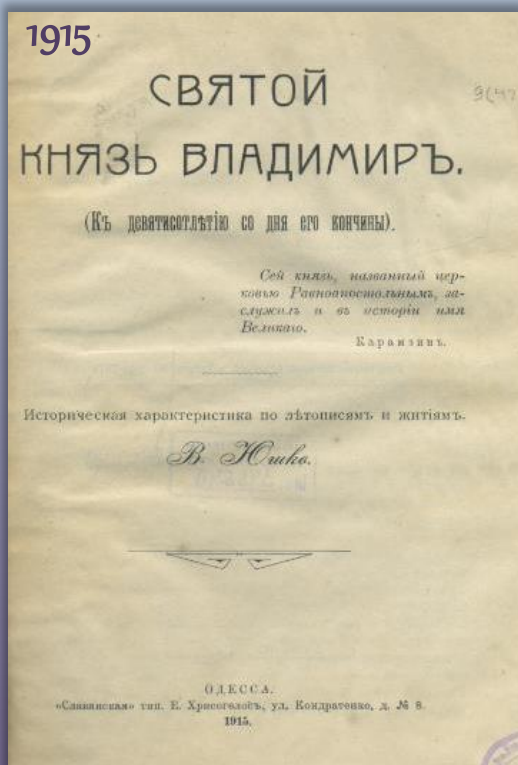 1915
СВЯТОЙ
КНЯЗЬ ВЛАДИМИРЪ.
(Къ девятисотлѣтію со дня его кончины).
Сей князь, названный цер-
ковью Равноапостольнымъ, за-
служилъ и въ исторіи имя
Великаго.
Карамзинъ.
Историческая характеристика по лѣтописямъ и житіямъ.
В. Юшко.
ОДЕССА.
«Славянская» тип. Е. Хрисогелосъ, ул. Кондратенко, д. № 8.
1915.